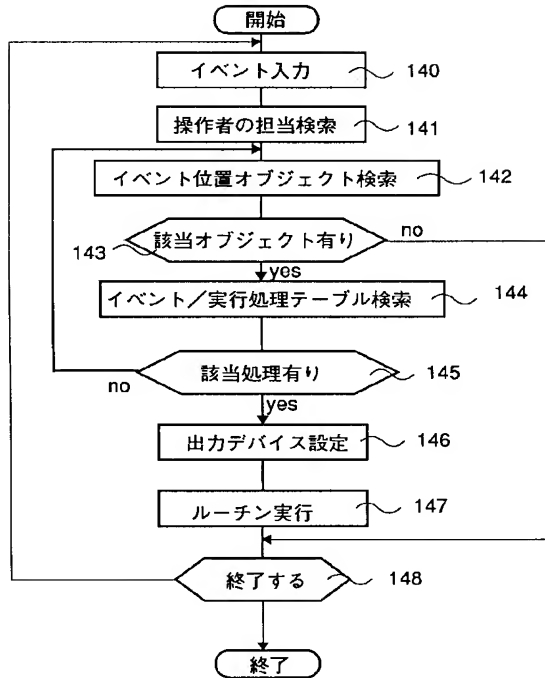 開始
イベント入力
140
操作者の担当検索
141
イベント位置オブジェクト検索
142
該当オブジェクト有り
143
no
yes
イベント／実行処理テーブル検索
144
該当処理有り
145
no
yes
出力デバイス設定
146
ルーチン実行
147
終了する
148
終了